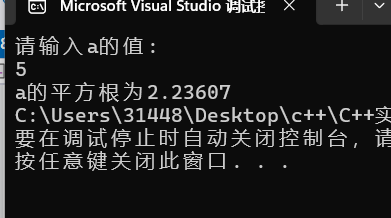 Microsoft Visual Studio 调试
请输入a的值:
5
a的平方根为2.23607
C:\Users\31448\Desktop\c++\C++实
要在调试停止时自动关闭控制台,请
按任意键关闭此窗口. . .